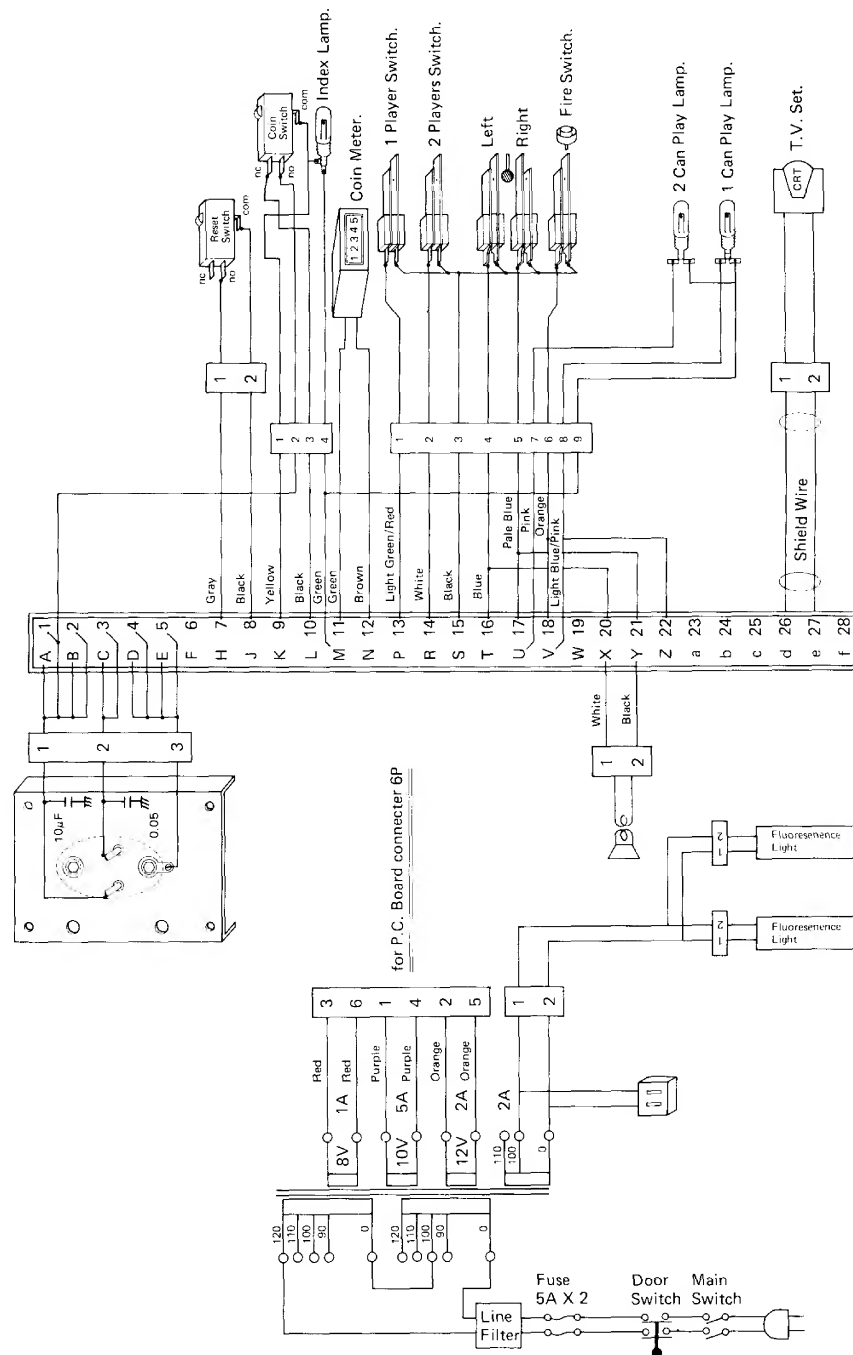 nc
no
com
Reset
Switch
nc
no
com
Coin
Switch
Index Lamp.
1 2 3 4 5
Coin Meter.
1 Player Switch.
2 Players Switch.
Left
Right
Fire Switch.
2 Can Play Lamp.
1 Can Play Lamp.
CRT
T.V. Set.
1
2
1
2
3
4
1
2
3
4
5
7
6
8
9
1
2
Gray
Black
Yellow
Black
Green
Green
Brown
Light Green/Red
White
Black
Blue
Pale Blue
Pink
Orange
Light Blue/Pink
Shield Wire
A 1
B 2
C 3
D 4
E 5
F 6
H 7
J 8
K 9
L 10
M 11
N 12
P 13
R 14
S 15
T 16
U 17
V 18
W 19
X 20
Y 21
Z 22
a 23
b 24
c 25
d 26
e 27
f 28
1
2
3
10μF
0.05
White
Black
1
2
for P.C. Board connecter 6P
3
6
1
4
2
5
Red
Red
Purple
Purple
Orange
Orange
8V
1A
10V
5A
12V
2A
2A
110
100
0
1
2
1
2
Fluoresenence
Light
1
2
Fluoresenence
Light
120
110
100
90
0
120
110
100
90
0
Line
Filter
Fuse
5A X 2
Door
Switch
Main
Switch